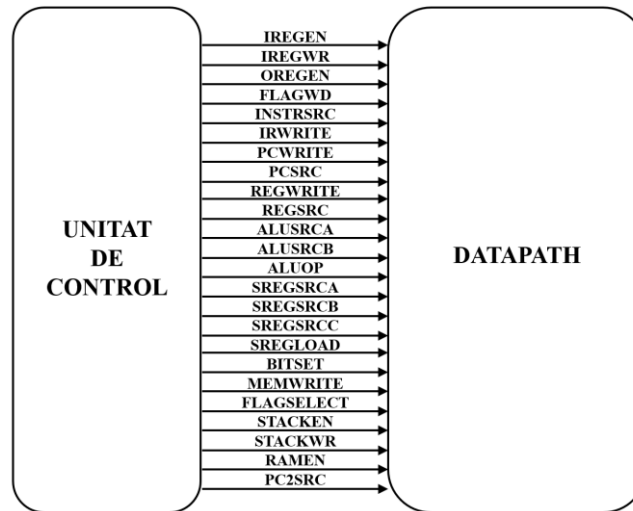 UNITAT
DE
CONTROL
IREGEN
IREGWR
OREGEN
FLAGWD
INSTRSRC
IRWRITE
PCWRITE
PCSRC
REGWRITE
REGSRC
ALUSRCA
ALUSRCB
ALUOP
SREGSRCA
SREGSRCB
SREGSRCC
SREGLOAD
BITSET
MEMWRITE
FLAGSELECT
STACKEN
STACKWR
RAMEN
PC2SRC
DATAPATH